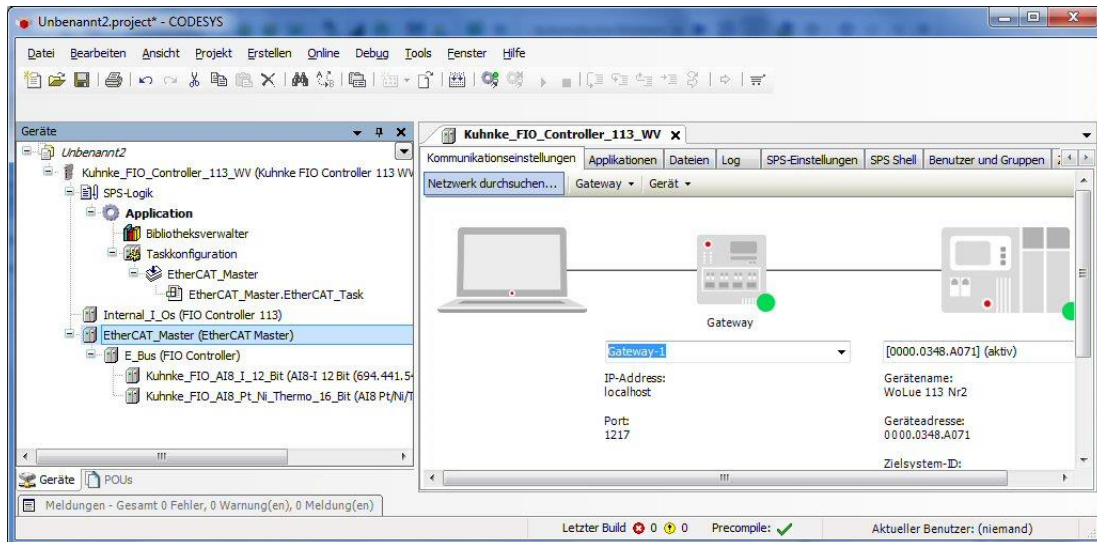 Unbenannt2.project* - CODESYS
Datei Bearbeiten Ansicht Projekt Erstellen Online Debug Tools Fenster Hilfe
Geräte
Unbenannt2
Kuhnke_FIO_Controller_113_WV (Kuhnke FIO Controller 113 WV
SPS-Logik
Application
Bibliotheksverwalter
Taskkonfiguration
EtherCAT_Master
EtherCAT_Master.EtherCAT_Task
Internal_I_Os (FIO Controller 113)
EtherCAT_Master (EtherCAT Master)
E_Bus (FIO Controller)
Kuhnke_FIO_AI8_I_12_Bit (AI8-I 12 Bit (694.441.5
Kuhnke_FIO_AI8_Pt_Ni_Thermo_16_Bit (AI8 Pt/Ni/T
Geräte POUs
Kuhnke_FIO_Controller_113_WV
Kommunikationseinstellungen Applikationen Dateien Log SPS-Einstellungen SPS Shell Benutzer und Gruppen
Netzwerk durchsuchen... Gateway Gerät
Gateway
Gateway-1
IP-Address:
localhost
Port:
1217
[0000.0348.A071] (aktiv)
Gerätename:
WoLue 113 Nr2
Geräteadresse:
0000.0348.A071
Zielsystem-ID:
Meldungen - Gesamt 0 Fehler, 0 Warnung(en), 0 Meldung(en)
Letzter Build 0 0 Precompile: Aktueller Benutzer: (niemand)